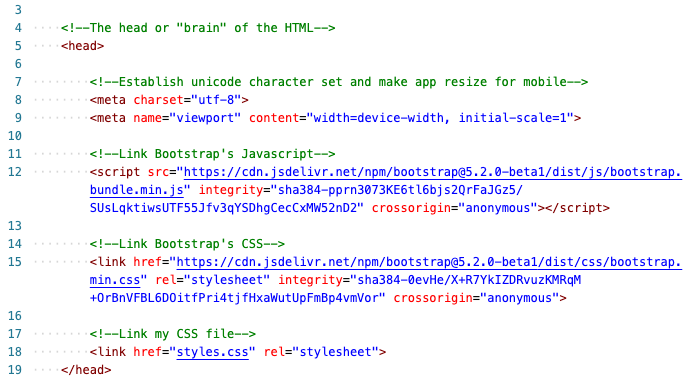 3
4 <!--The head or "brain" of the HTML-->
5 <head>
6
7 <!--Establish unicode character set and make app resize for mobile-->
8 <meta charset="utf-8">
9 <meta name="viewport" content="width=device-width, initial-scale=1">
10
11 <!--Link Bootstrap's Javascript-->
12 <script src="https://cdn.jsdelivr.net/npm/bootstrap@5.2.0-beta1/dist/js/bootstrap.
bundle.min.js" integrity="sha384-pprn3073KE6tl6bjs2QrFaJGz5/
SUsLqktiwsUTF55Jfv3qYSDhgCecCxMW52nD2" crossorigin="anonymous"></script>
13
14 <!--Link Bootstrap's CSS-->
15 <link href="https://cdn.jsdelivr.net/npm/bootstrap@5.2.0-beta1/dist/css/bootstrap.
min.css" rel="stylesheet" integrity="sha384-0evHe/X+R7YkIZDRvuzKMRqM
+OrBnVFBL6DOitfPri4tjfHxaWutUpFmBp4vmVor" crossorigin="anonymous">
16
17 <!--Link my CSS file-->
18 <link href="styles.css" rel="stylesheet">
19 </head>